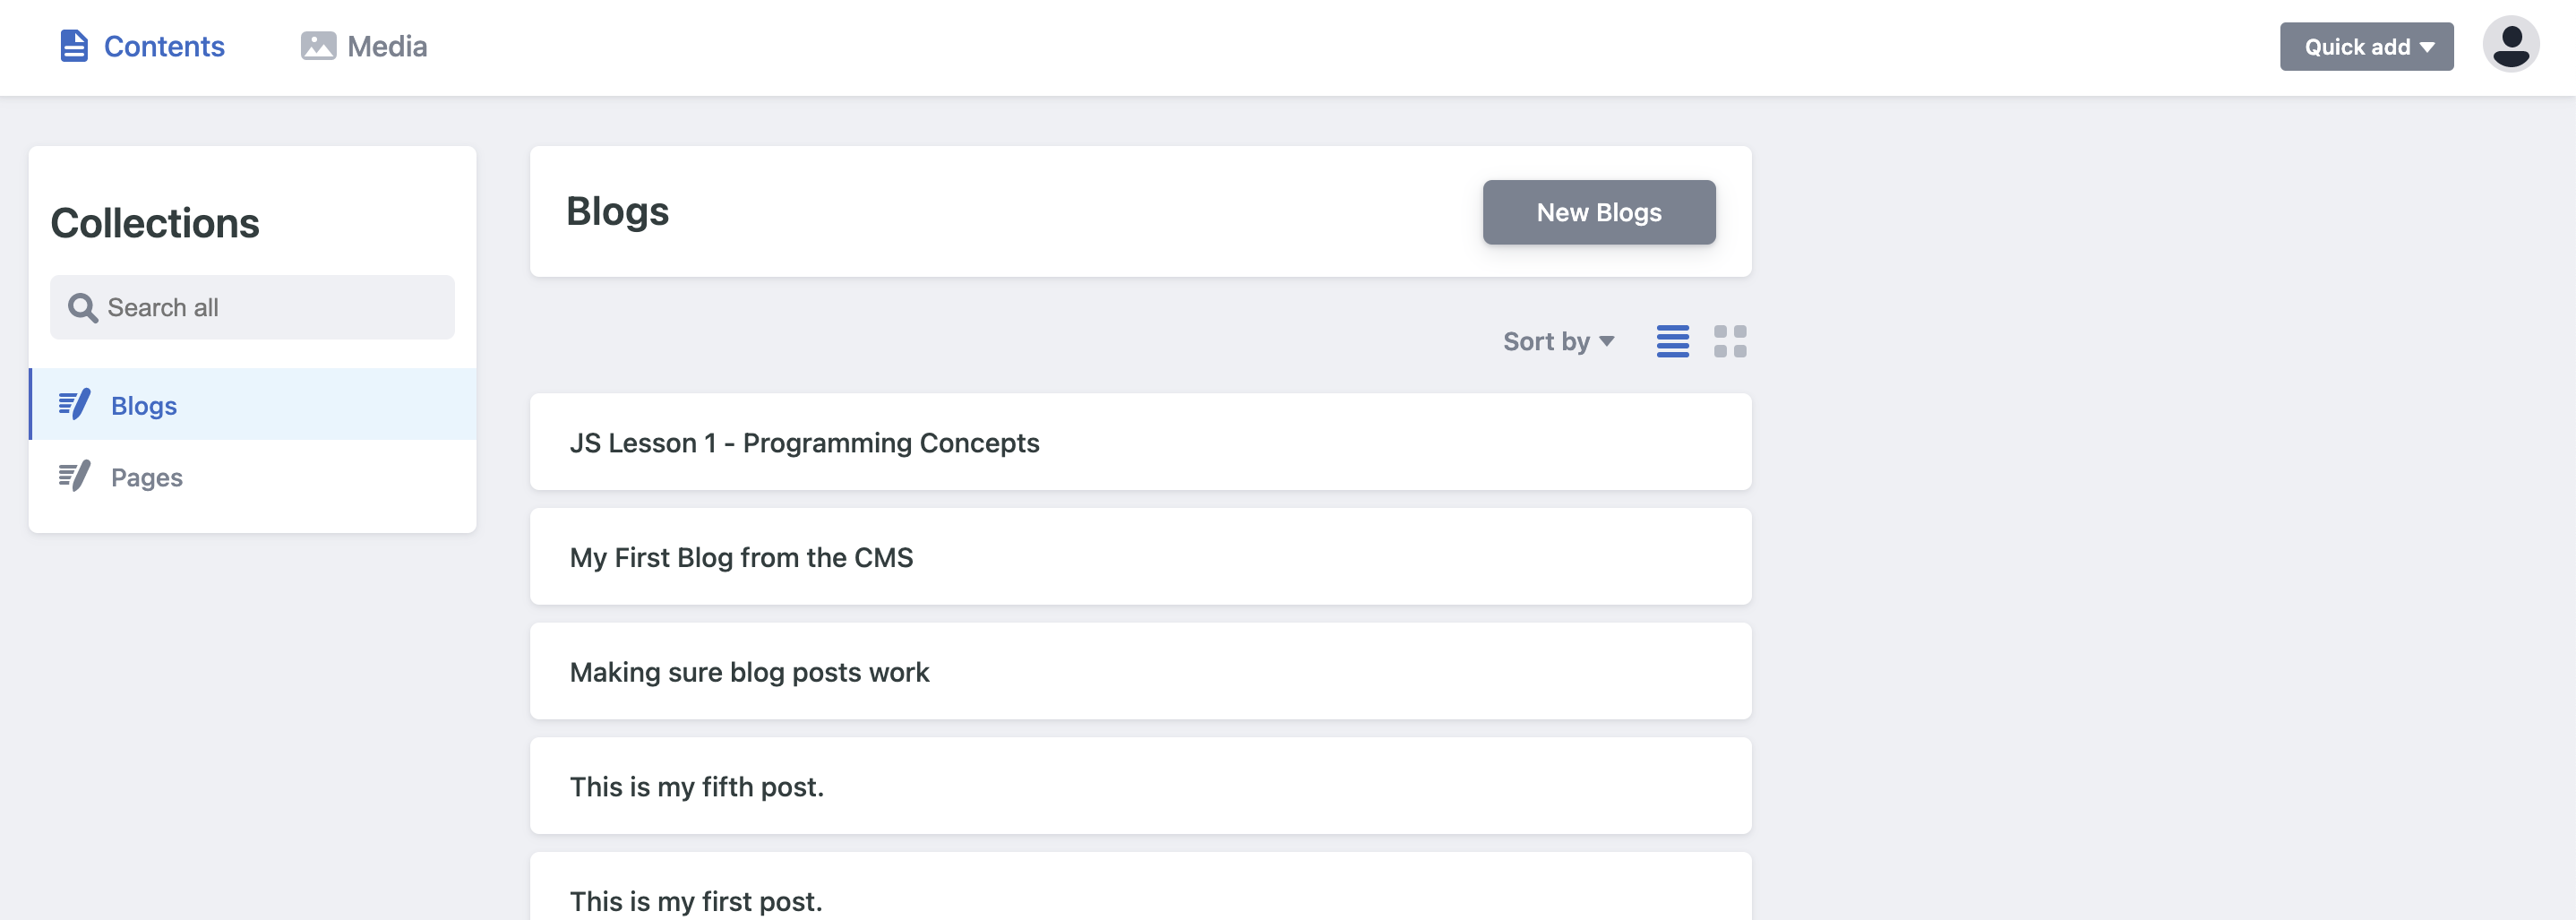 Contents
Media
Quick add
Collections
Search all
Blogs
Pages
Blogs
New Blogs
Sort by
JS Lesson 1 - Programming Concepts
My First Blog from the CMS
Making sure blog posts work
This is my fifth post.
This is my first post.